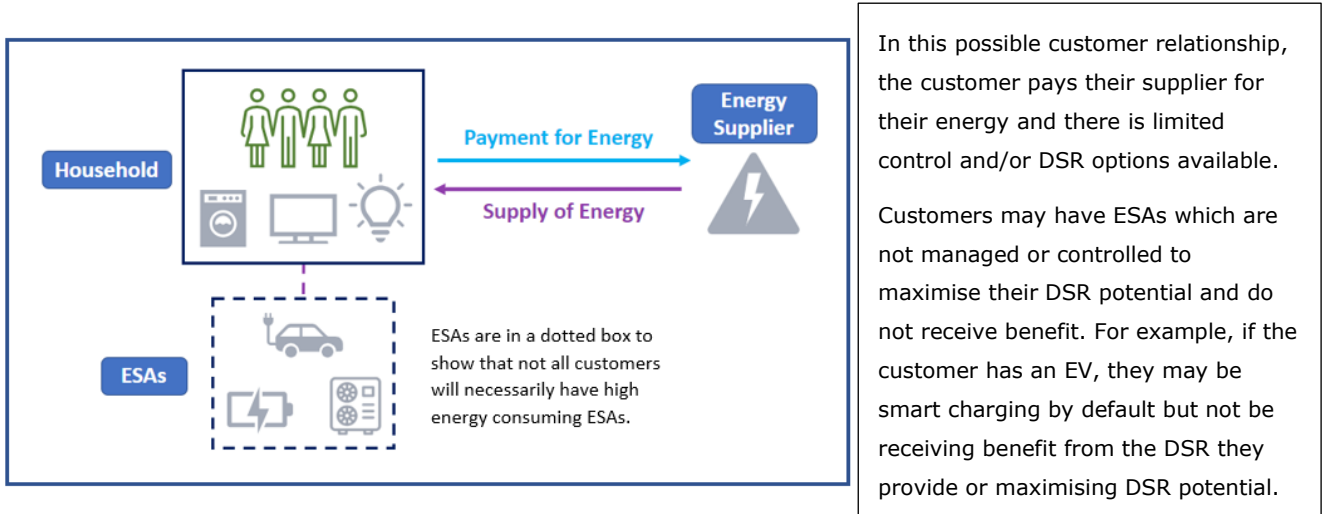 Household
Payment for Energy
Supply of Energy
Energy
Supplier
ESAs
ESAs are in a dotted box to
show that not all customers
will necessarily have high
energy consuming ESAs.
In this possible customer relationship,
the customer pays their supplier for
their energy and there is limited
control and/or DSR options available.
Customers may have ESAs which are
not managed or controlled to
maximise their DSR potential and do
not receive benefit. For example, if the
customer has an EV, they may be
smart charging by default but not be
receiving benefit from the DSR they
provide or maximising DSR potential.